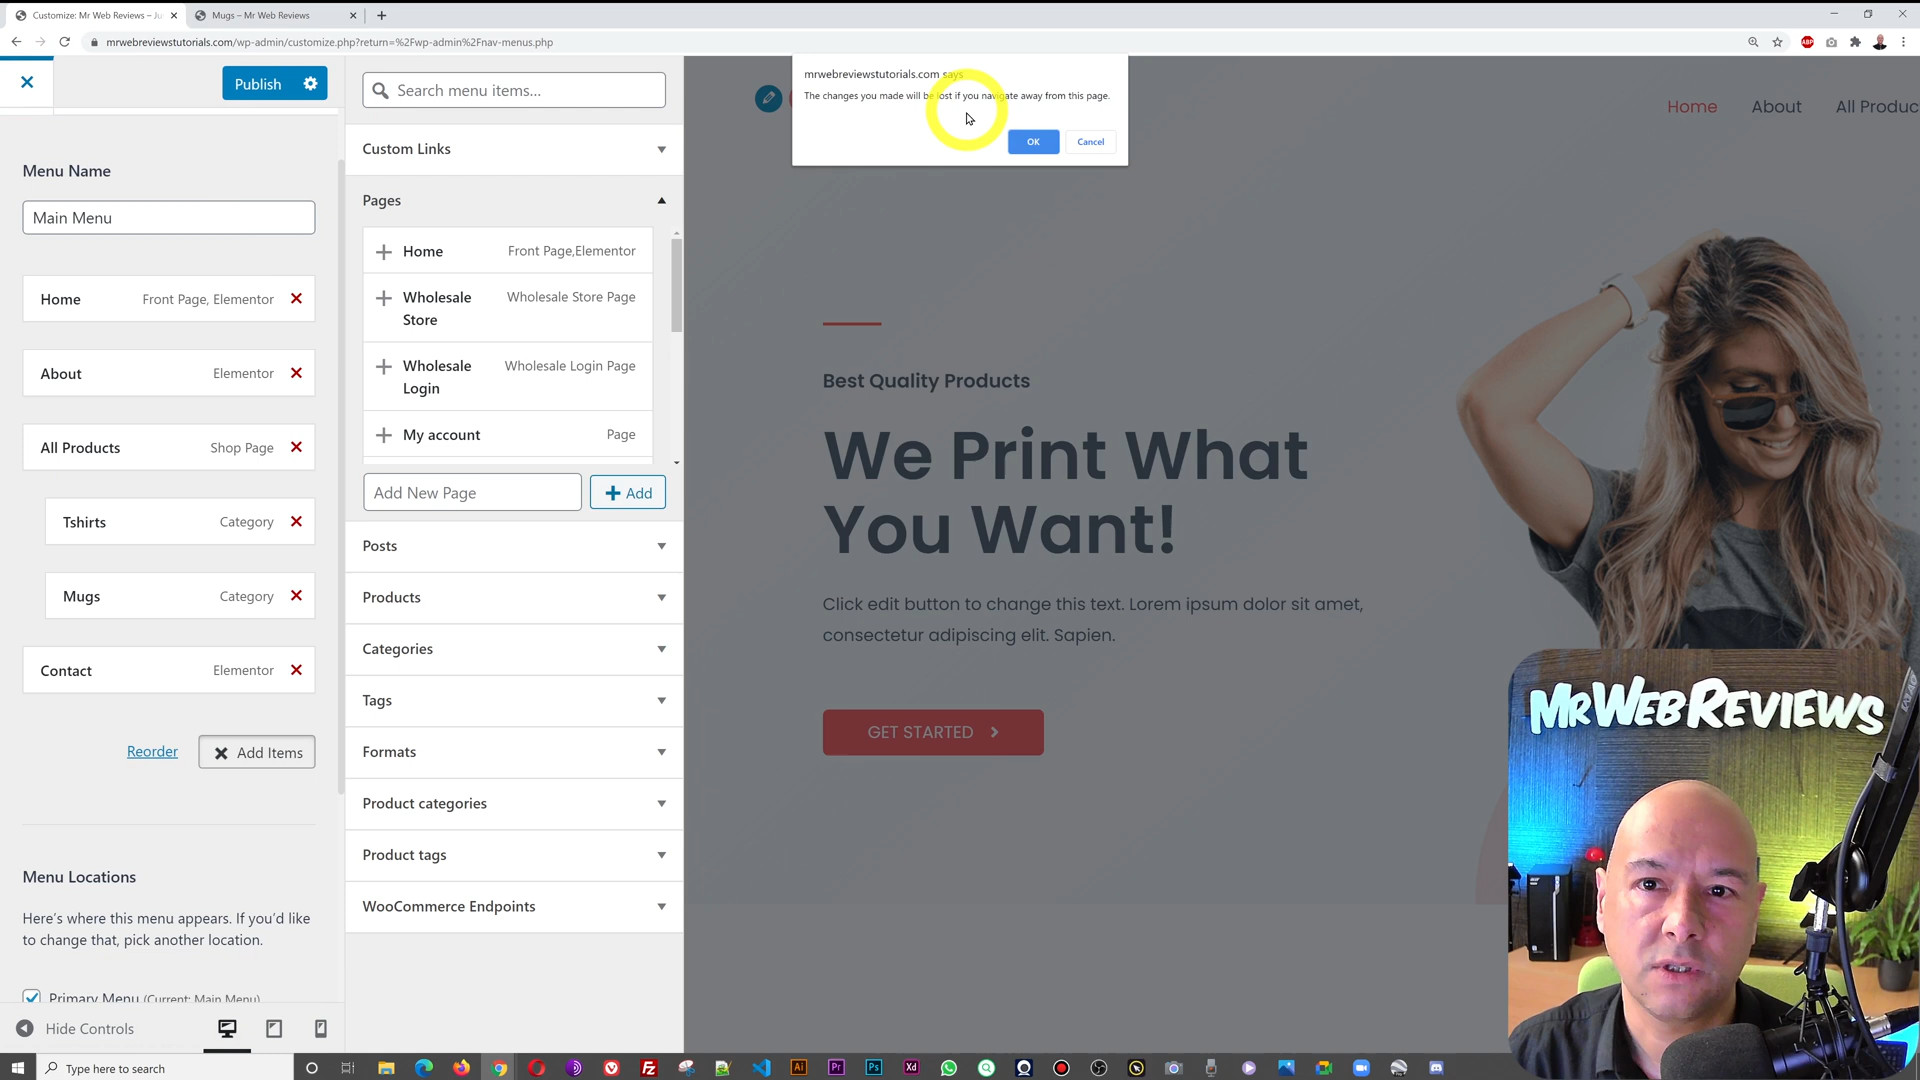 Customize: Mr Web Reviews – Ju
Mugs – Mr Web Reviews
mrwebreviewstutorials.com/wp-admin/customize.php?return=%2Fwp-admin%2Fnav-menus.php
ABP
Publish
Menu Name
Main Menu
Home Front Page, Elementor
About Elementor
All Products Shop Page
Tshirts Category
Mugs Category
Contact Elementor
Reorder
Add Items
Menu Locations
Here's where this menu appears. If you'd like
to change that, pick another location.
Primary Menu (Current: Main Menu)
Hide Controls
Search menu items…
Custom Links
Pages
Home Front Page,Elementor
Wholesale Wholesale Store Page
Store
Wholesale Wholesale Login Page
Login
My account Page
Add New Page
Add
Posts
Products
Categories
Tags
Formats
Product categories
Product tags
WooCommerce Endpoints
mrwebreviewstutorials.com says
The changes you made will be lost if you navigate away from this page.
OK
Cancel
Home About All Produc
Best Quality Products
We Print What
You Want!
Click edit button to change this text. Lorem ipsum dolor sit amet,
consectetur adipiscing elit. Sapien.
GET STARTED
MRWEBREVIEWS
Type here to search
Ai
Pr
Ps
Xd